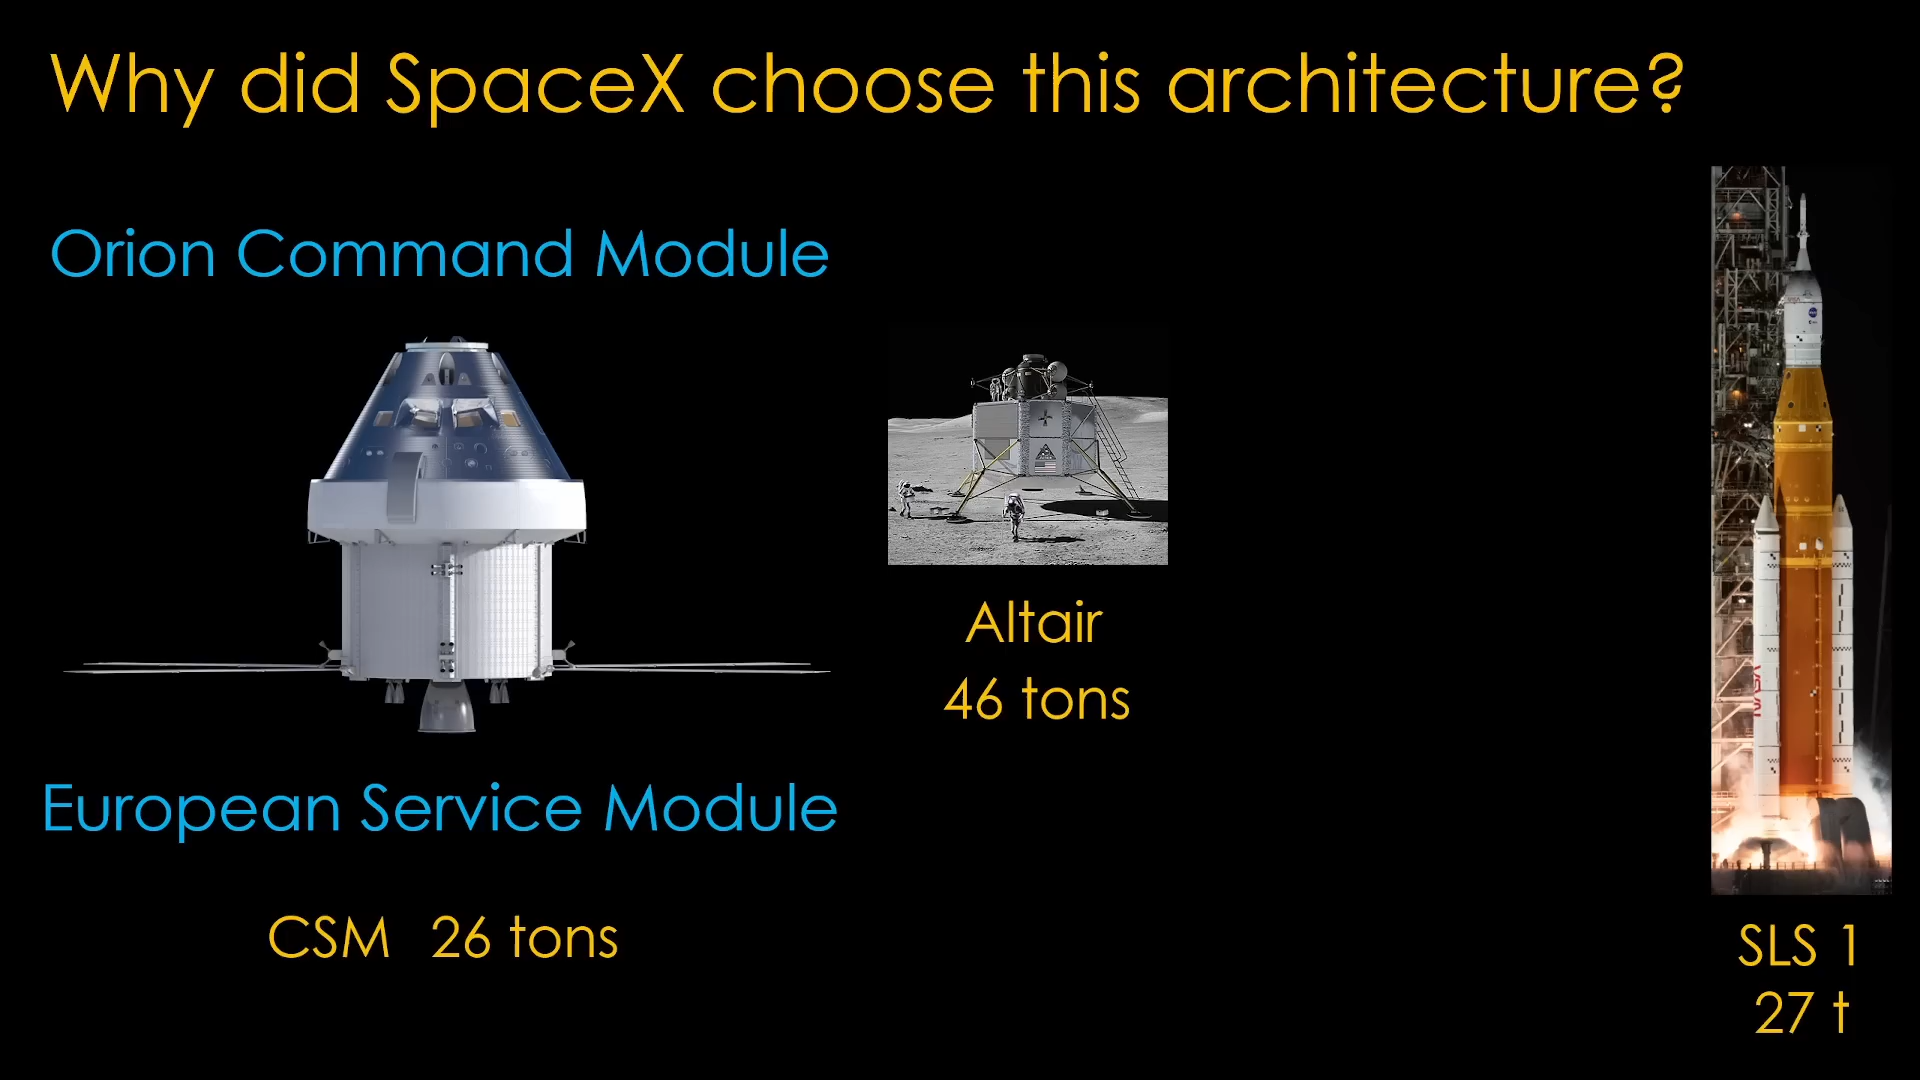 Why did SpaceX choose this architecture?
Orion Command Module
Altair
46 tons
European Service Module
CSM 26 tons
NASA
SLS 1
27 t